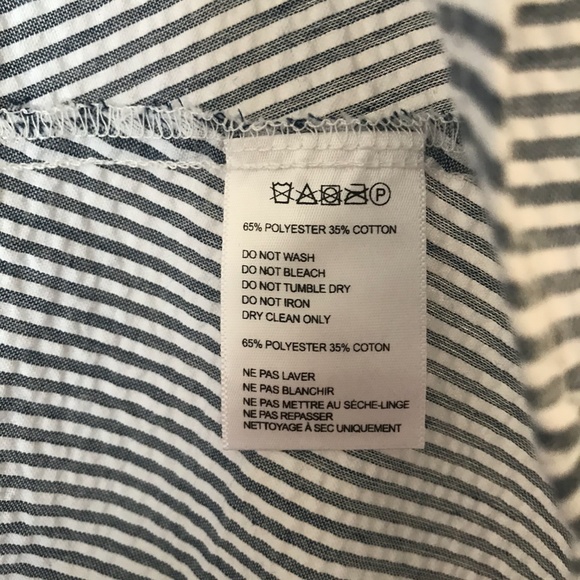 P
65% POLYESTER 35% COTTON
DO NOT WASH
DO NOT BLEACH
DO NOT TUMBLE DRY
DO NOT IRON
DRY CLEAN ONLY
65% POLYESTER 35% COTON
NE PAS LAVER
NE PAS BLANCHIR
NE PAS METTRE AU SÈCHE-LINGE
NE PAS REPASSER
NETTOYAGE À SEC UNIQUEMENT